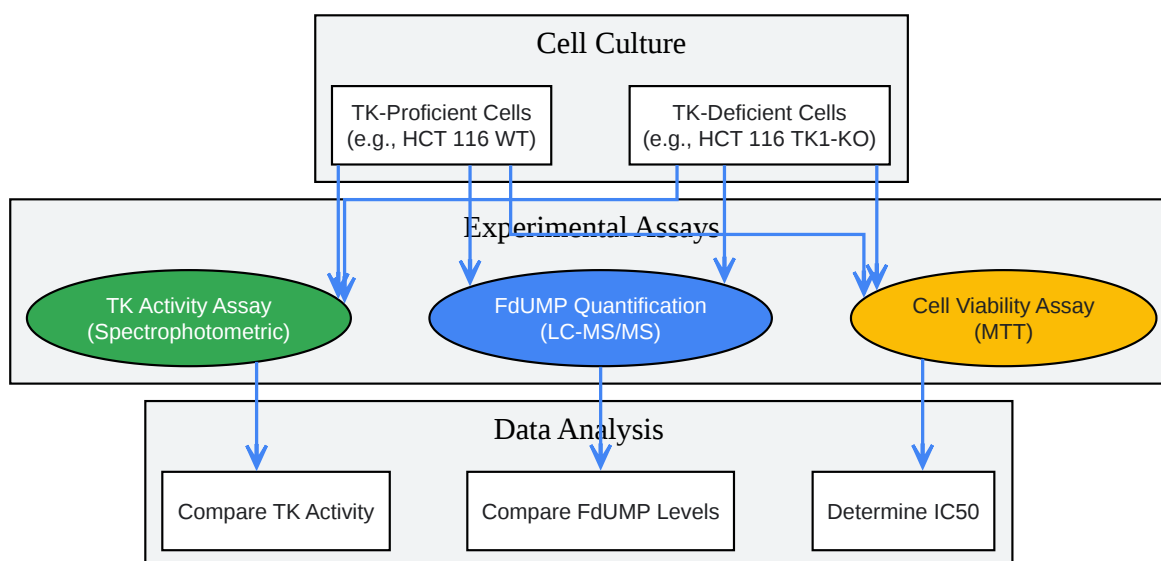 Cell Culture
TK-Proficient Cells
(e.g., HCT 116 WT)
TK-Deficient Cells
(e.g., HCT 116 TK1-KO)
Experimental Assays
TK Activity Assay
(Spectrophotometric)
FdUMP Quantification
(LC-MS/MS)
Cell Viability Assay
(MTT)
Data Analysis
Compare TK Activity
Compare FdUMP Levels
Determine IC50